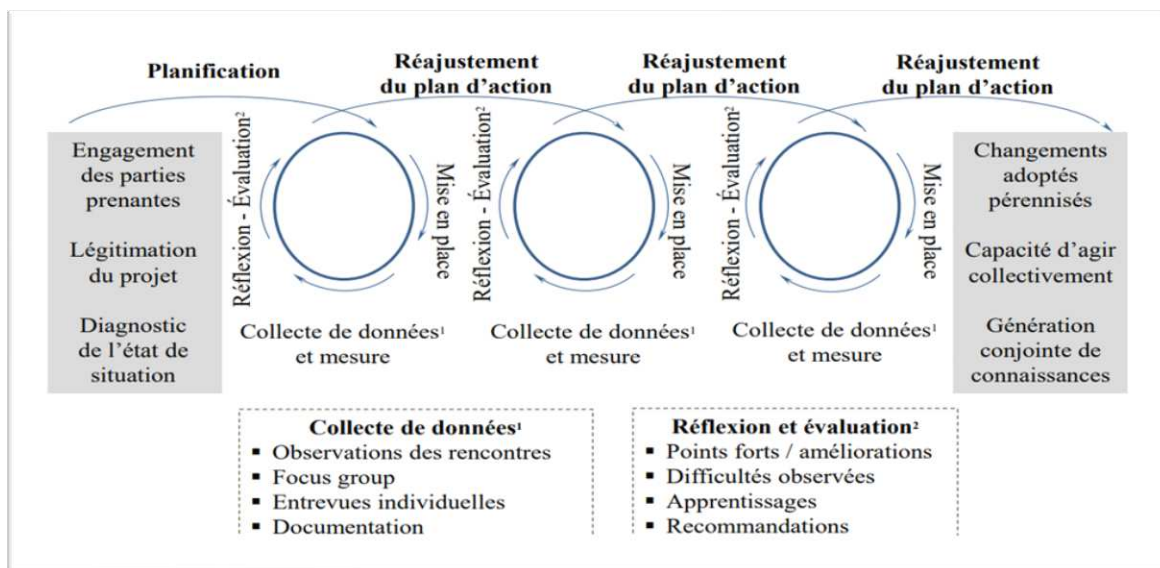 Planification
Réajustement
du plan d’action
Réajustement
du plan d’action
Réajustement
du plan d’action
Engagement
des parties
prenantes
Légitimation
du projet
Diagnostic
de l’état de
situation
Réflexion - Évaluation²
Mise en place
Collecte de données¹
et mesure
Réflexion - Évaluation²
Mise en place
Collecte de données¹
et mesure
Réflexion - Évaluation²
Mise en place
Collecte de données¹
et mesure
Changements
adoptés
pérennisés
Capacité d’agir
collectivement
Génération
conjointe de
connaissances
Collecte de données¹
▪ Observations des rencontres
▪ Focus group
▪ Entrevues individuelles
▪ Documentation
Réflexion et évaluation²
▪ Points forts / améliorations
▪ Difficultés observées
▪ Apprentissages
▪ Recommandations